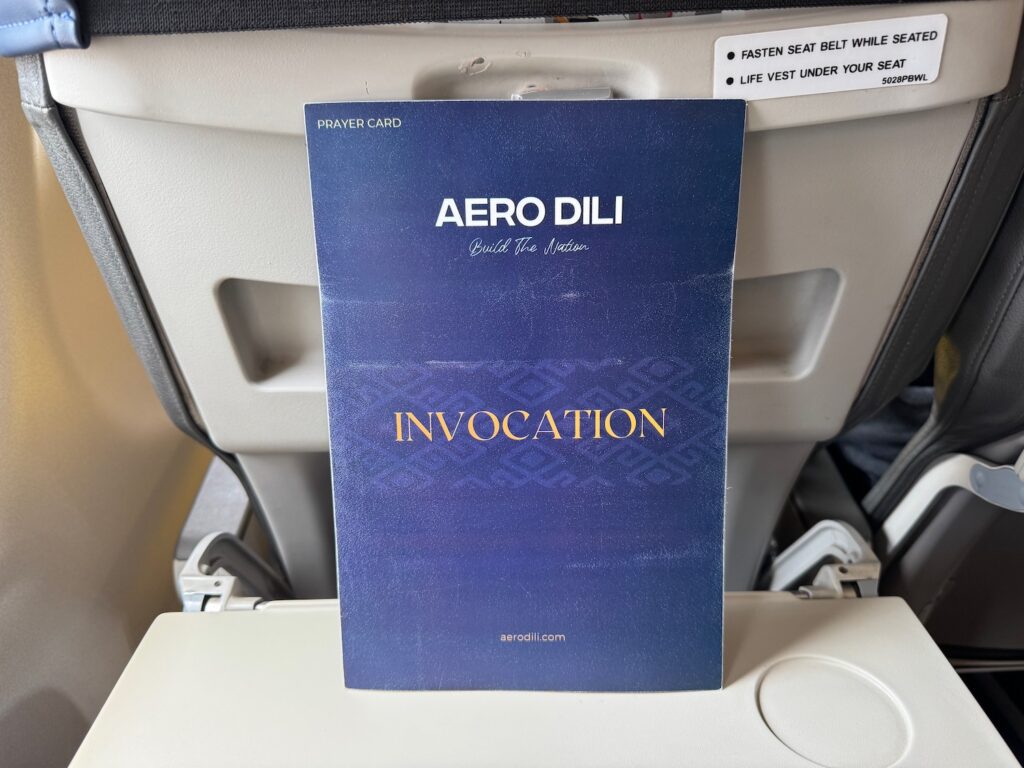 • FASTEN SEAT BELT WHILE SEATED
• LIFE VEST UNDER YOUR SEAT
5028PBWL
PRAYER CARD
AERO DILI
Build The Nation
INVOCATION
aerodili.com